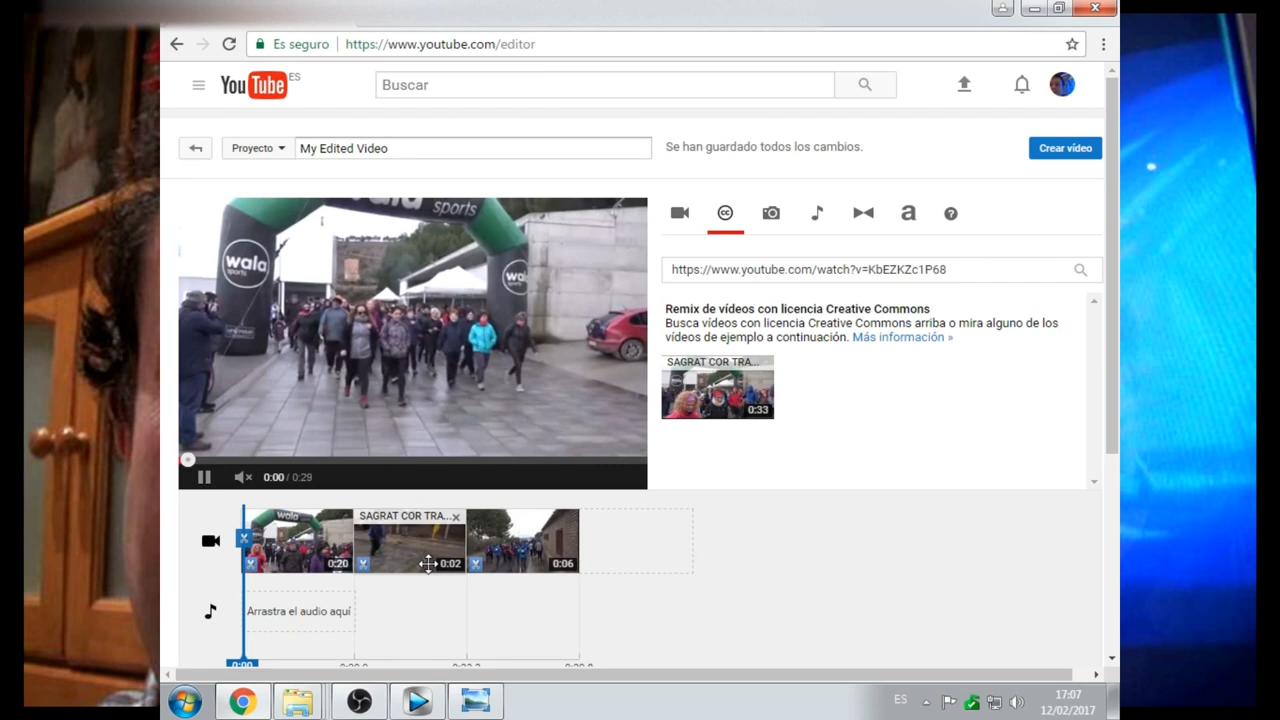 Es seguro
https://www.youtube.com/editor
YouTube ES
Buscar
Proyecto
My Edited Video
Se han guardado todos los cambios.
Crear vídeo
wala
sports
wala
sports
https://www.youtube.com/watch?v=KbEZKZc1P68
Remix de vídeos con licencia Creative Commons
Busca vídeos con licencia Creative Commons arriba o mira alguno de los
vídeos de ejemplo a continuación. Más información »
SAGRAT COR TRA...
0:33
0:00 / 0:29
wala
SAGRAT COR TRA...
0:20
0:02
0:06
Arrastra el audio aquí
0:00
ES
17:07
12/02/2017